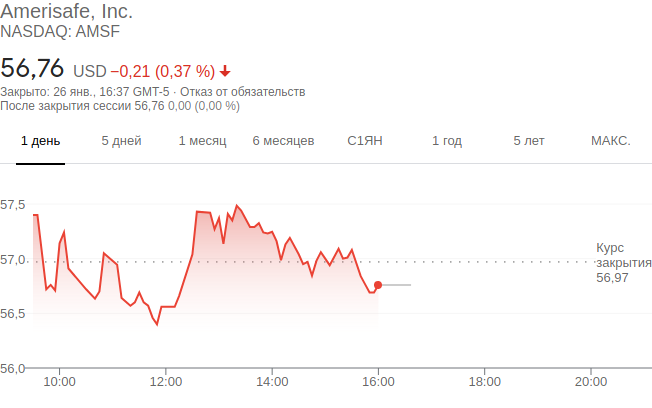 Amerisafe, Inc.
NASDAQ: AMSF
56,76 USD −0,21 (0,37 %)
Закрыто: 26 янв., 16:37 GMT-5 · Отказ от обязательств
После закрытия сессии 56,76 0,00 (0,00 %)
1 день 5 дней 1 месяц 6 месяцев С1ЯН 1 год 5 лет МАКС.
57,5
57,0
56,5
56,0
Курс
закрытия
56,97
10:00 12:00 14:00 16:00 18:00 20:00